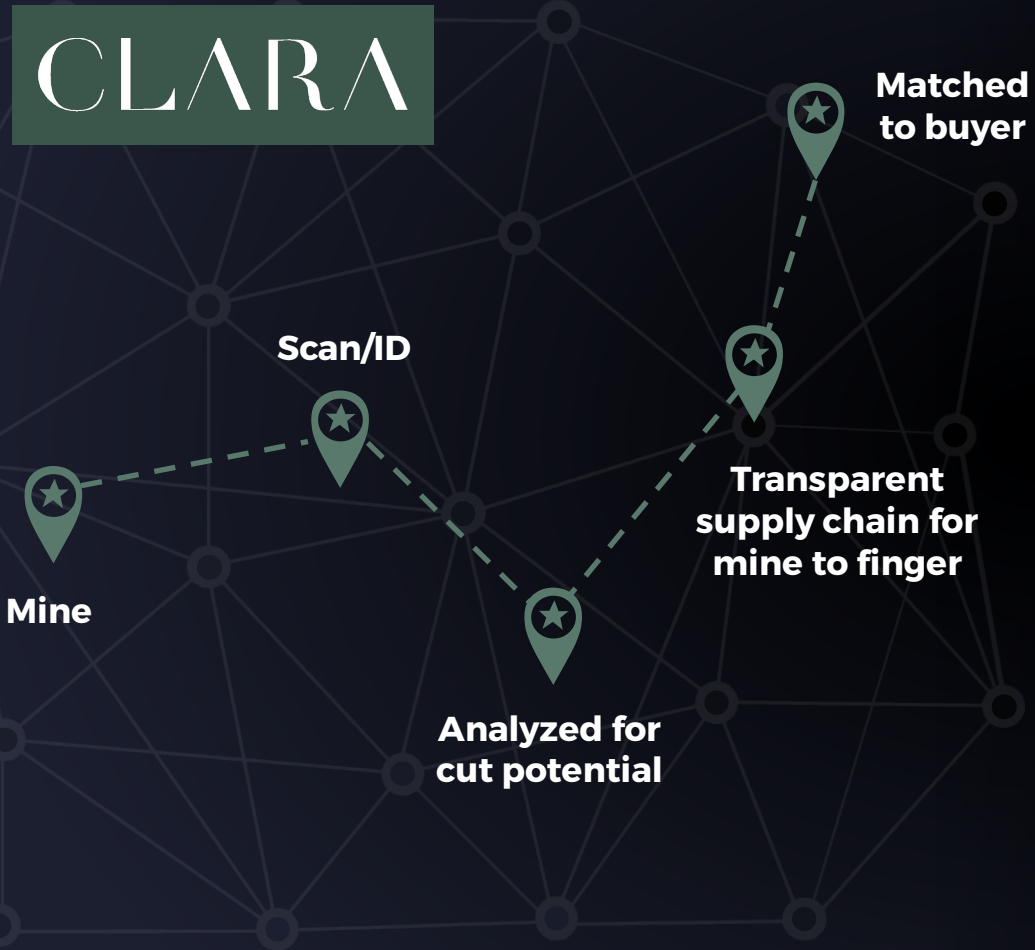 CLARA
Matched
to buyer
Scan/ID
Transparent
supply chain for
mine to finger
Mine
Analyzed for
cut potential